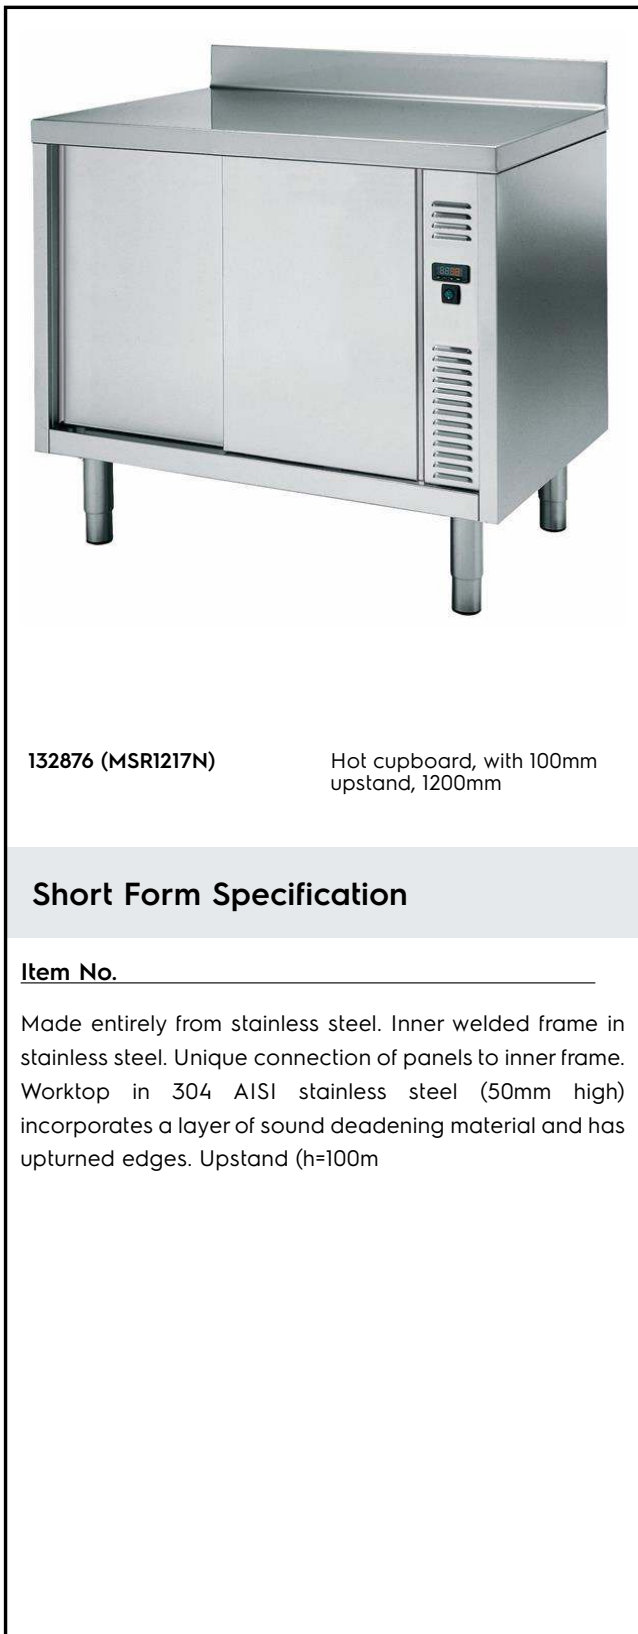 132876 (MSR1217N)
Hot cupboard, with 100mm
upstand, 1200mm
Short Form Specification
Item No.
Made entirely from stainless steel. Inner welded frame in
stainless steel. Unique connection of panels to inner frame.
Worktop in 304 AISI stainless steel (50mm high)
incorporates a layer of sound deadening material and has
upturned edges. Upstand (h=100m